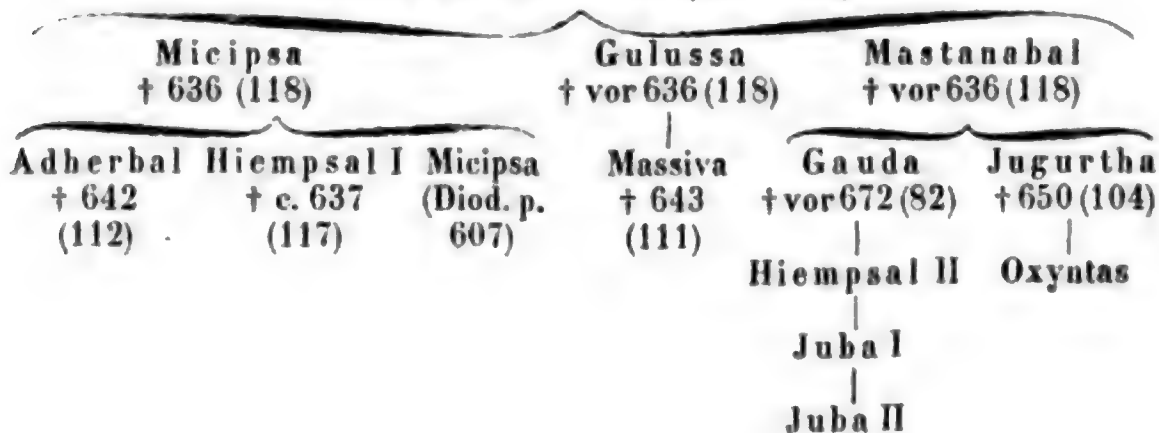 Micipsa Gulussa Mastanabal
† 636 (118) † vor 636 (118) † vor 636 (118)
Adherbal Hiempsal I Micipsa Massiva Gauda Jugurtha
† 642 † c. 637 (Diod. p. † 643 † vor 672 (82) † 650 (104)
(112) (117) 607) (111)
Hiempsal II Oxyntas
Juba I
Juba II